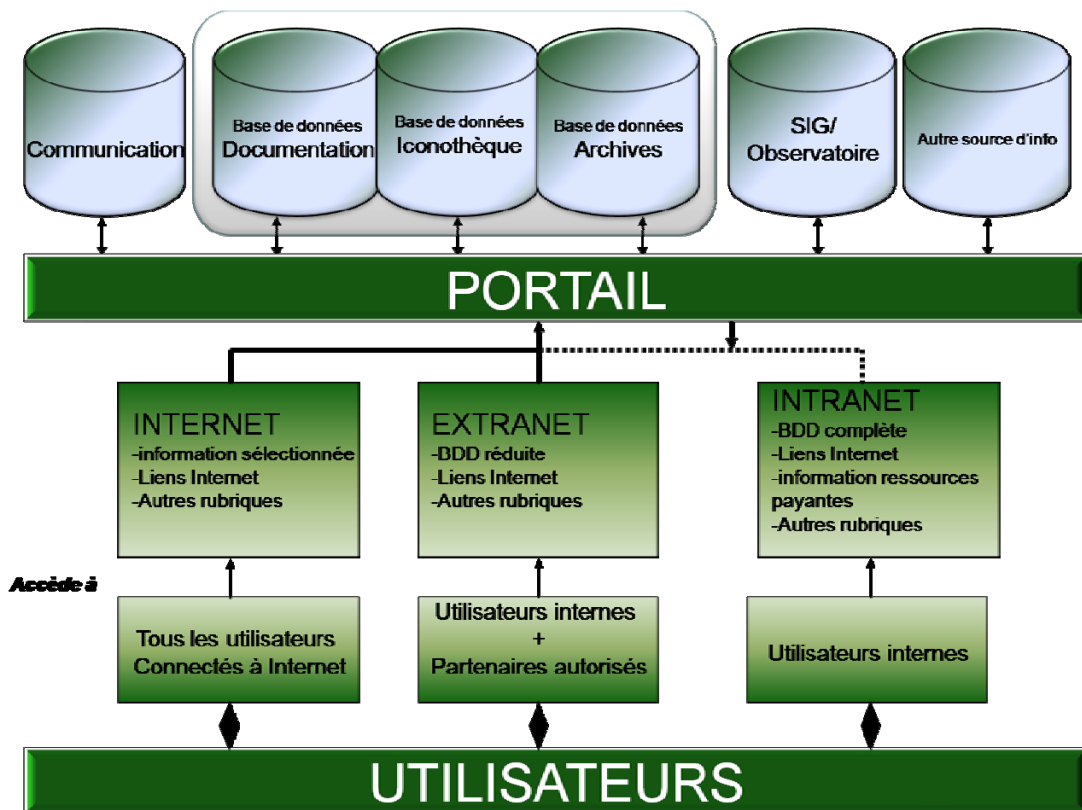 Communication
Base de données
Documentation
Base de données
Iconothèque
Base de données
Archives
SIG/
Observatoire
Autre source d'info
PORTAIL
INTERNET
-information sélectionnée
-Liens Internet
-Autres rubriques
EXTRANET
-BDD réduite
-Liens Internet
-Autres rubriques
INTRANET
-BDD complète
-Liens Internet
-information ressources
payantes
-Autres rubriques
Accède à
Tous les utilisateurs
Connectés à Internet
Utilisateurs internes
+
Partenaires autorisés
Utilisateurs internes
UTILISATEURS